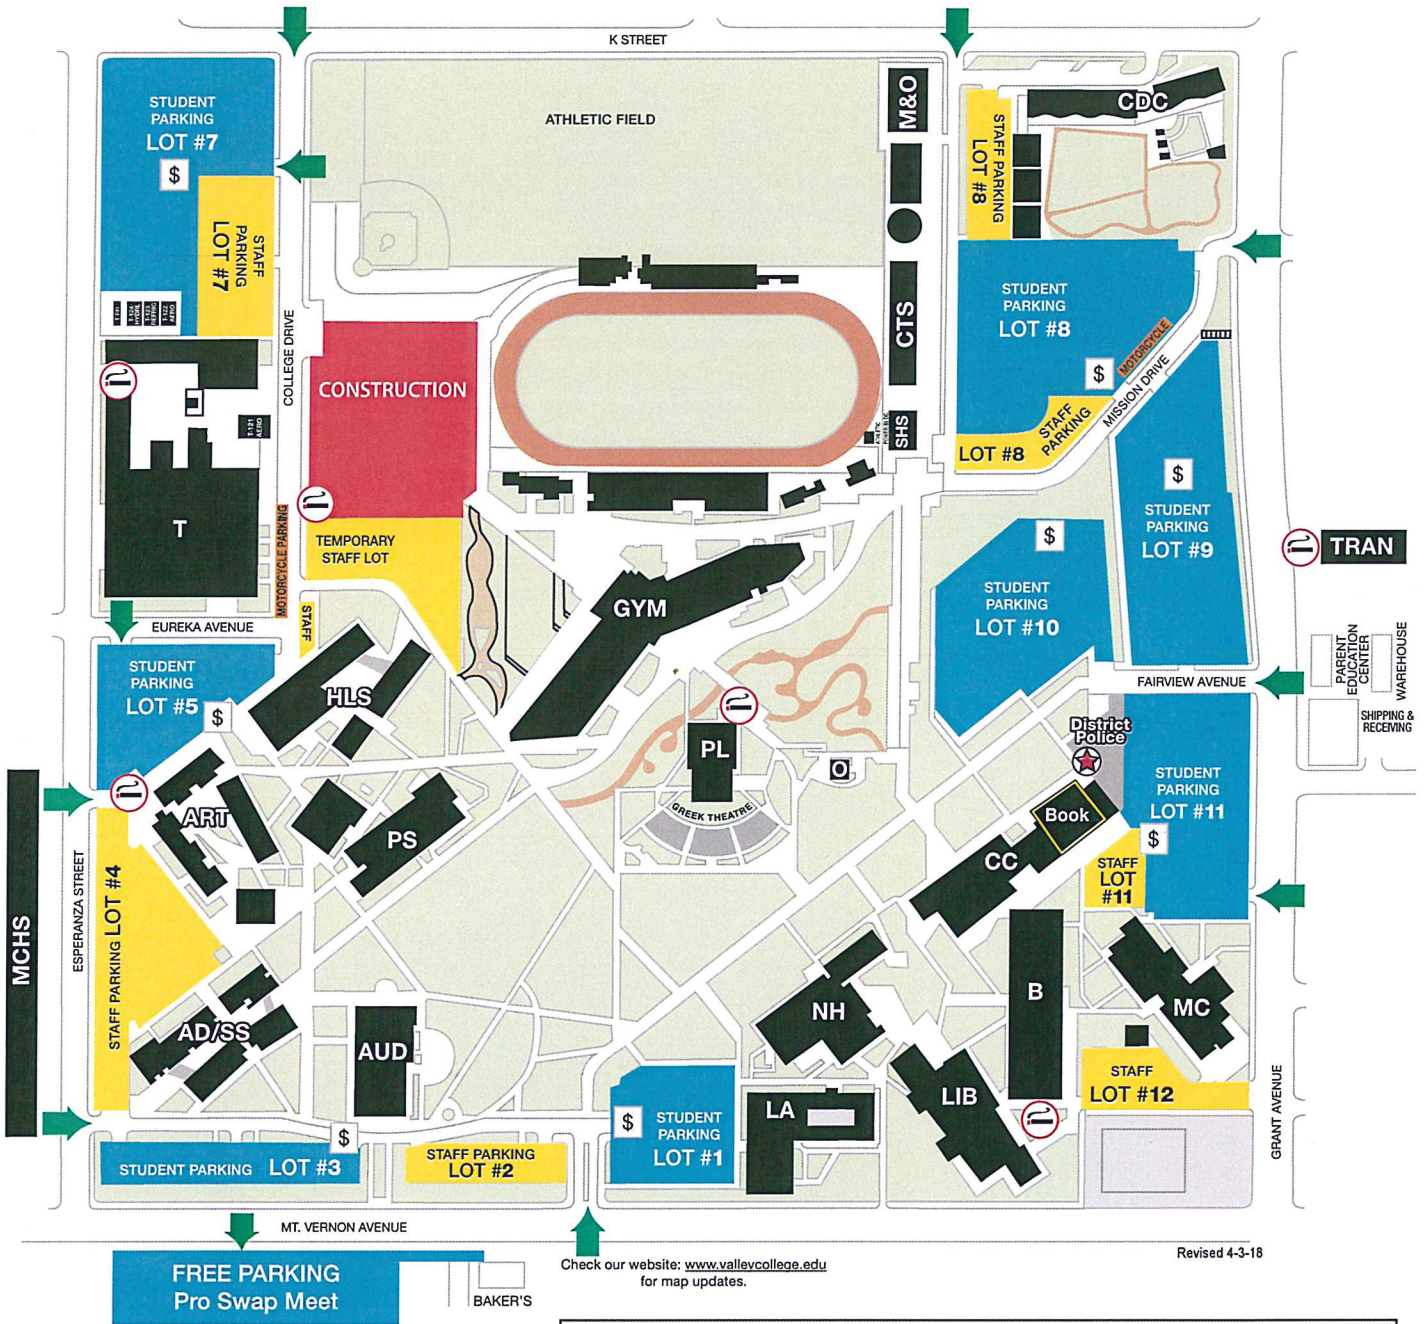 K STREET
STUDENT
PARKING
LOT #7
$
STAFF
PARKING
LOT #7
ATHLETIC FIELD
M&O
CDC
STAFF PARKING
LOT #8
STUDENT
PARKING
LOT #8
CTS
MOTORCYCLE
$
MISSION DRIVE
STAFF
PARKING
LOT #8
SHS
COLLEGE DRIVE
CONSTRUCTION
T-121
AERO
T
MOTORCYCLE PARKING
TEMPORARY
STAFF LOT
$
STUDENT
PARKING
LOT #9
$
STUDENT
PARKING
LOT #10
TRAN
GYM
STAFF
EUREKA AVENUE
STUDENT
PARKING
LOT #5
$
HLS
FAIRVIEW AVENUE
PARENT
EDUCATION
CENTER
WAREHOUSE
SHIPPING &
RECEIVING
District
Police
PL
GREEK THEATRE
O
STUDENT
PARKING
LOT #11
$
Book
CC
STAFF
LOT
#11
ART
PS
MCHS
ESPERANZA STREET
STAFF PARKING LOT #4
AD/SS
AUD
NH
B
MC
LIB
LA
STAFF
LOT #12
GRANT AVENUE
$
STUDENT
PARKING
LOT #1
$
STUDENT PARKING LOT #3
STAFF PARKING
LOT #2
MT. VERNON AVENUE
FREE PARKING
Pro Swap Meet
BAKER'S
Check our website: www.valleycollege.edu
for map updates.
Revised 4-3-18